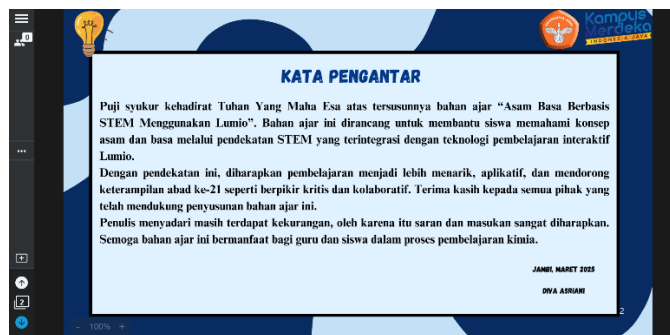 0
Kampus
Merdeka
INDONESIA JAYA
KATA PENGANTAR
Puji syukur kehadirat Tuhan Yang Maha Esa atas tersusunnya bahan ajar “Asam Basa Berbasis
STEM Menggunakan Lumio”. Bahan ajar ini dirancang untuk membantu siswa memahami konsep
asam dan basa melalui pendekatan STEM yang terintegrasi dengan teknologi pembelajaran interaktif
Lumio.
Dengan pendekatan ini, diharapkan pembelajaran menjadi lebih menarik, aplikatif, dan mendorong
keterampilan abad ke-21 seperti berpikir kritis dan kolaboratif. Terima kasih kepada semua pihak yang
telah mendukung penyusunan bahan ajar ini.
Penulis menyadari masih terdapat kekurangan, oleh karena itu saran dan masukan sangat diharapkan.
Semoga bahan ajar ini bermanfaat bagi guru dan siswa dalam proses pembelajaran kimia.
JAMBI, MARET 2025
DIVA ASRIANI
2
2
- 100% +